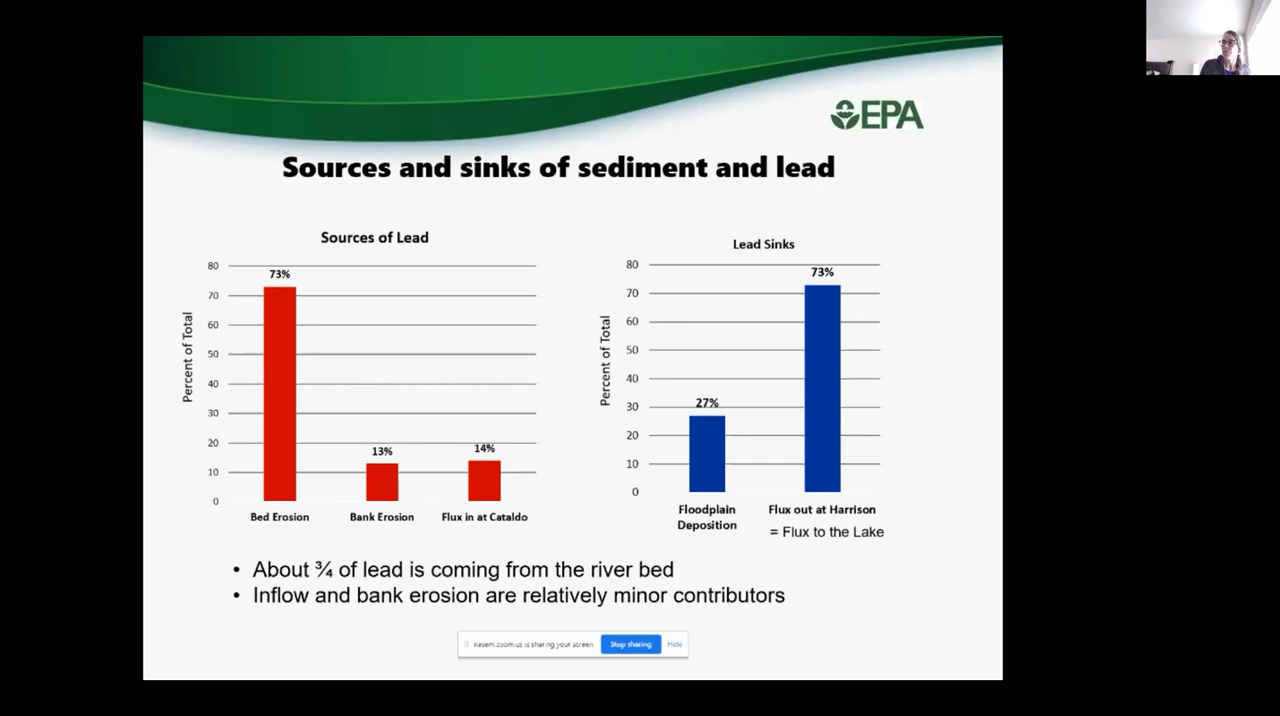 EPA
Sources and sinks of sediment and lead
Sources of Lead
Percent of Total
80
70
60
50
40
30
20
10
0
73%
13%
14%
Bed Erosion
Bank Erosion
Flux in at Cataldo
Lead Sinks
Percent of Total
80
70
60
50
40
30
20
10
0
27%
73%
Floodplain
Deposition
Flux out at Harrison
= Flux to the Lake
• About ¾ of lead is coming from the river bed
• Inflow and bank erosion are relatively minor contributors
nasem.zoom.us is sharing your screen.
Stop sharing
Hide